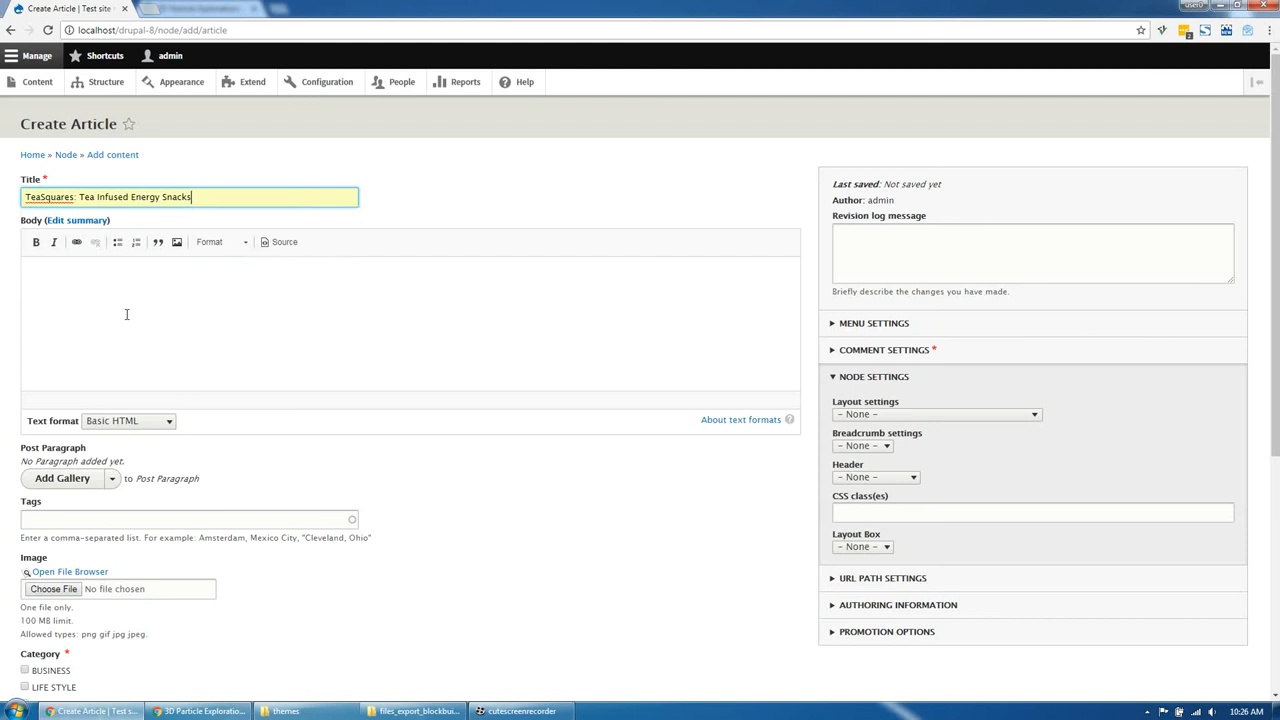 Create Article | Test site
user0
localhost/drupal-8/node/add/article
Manage Shortcuts admin
Content Structure Appearance Extend Configuration People Reports Help
Create Article
Home » Node » Add content
Title *
TeaSquares: Tea Infused Energy Snacks
Body (Edit summary)
B I Format Source
Text format Basic HTML
About text formats ?
Post Paragraph
No Paragraph added yet.
Add Gallery to Post Paragraph
Tags
Enter a comma-separated list. For example: Amsterdam, Mexico City, "Cleveland, Ohio"
Image
Open File Browser
Choose File No file chosen
One file only.
100 MB limit.
Allowed types: png gif jpg jpeg.
Category *
BUSINESS
LIFE STYLE
Last saved: Not saved yet
Author: admin
Revision log message
Briefly describe the changes you have made.
MENU SETTINGS
COMMENT SETTINGS *
NODE SETTINGS
Layout settings
- None -
Breadcrumb settings
- None -
Header
- None -
CSS class(es)
Layout Box
- None -
URL PATH SETTINGS
AUTHORING INFORMATION
PROMOTION OPTIONS
Create Article | Test s... 3D Particle Exploratio... themes files_export_blockbui... cutescreenrecorder 10:26 AM